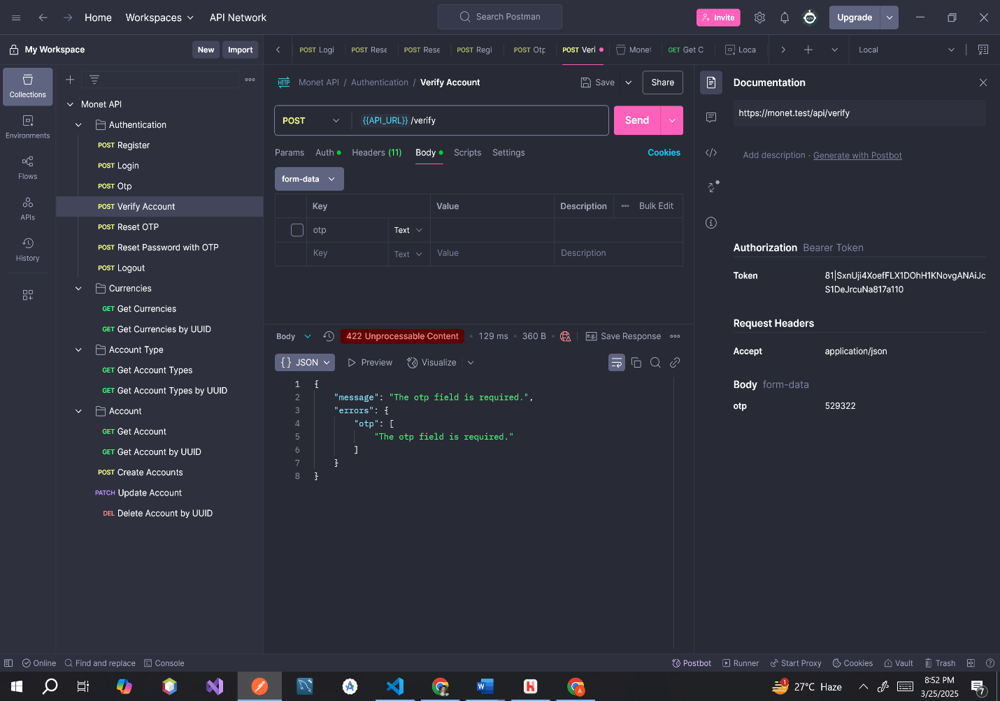 Home Workspaces API Network Search Postman Invite Upgrade
My Workspace New Import POST Logi POST Rese POST Rese POST Regi POST Otp POST Veri Monet GET Get C Loca Local
Collections
Environments
Flows
APIs
History
Monet API
Authentication
POST Register
POST Login
POST Otp
POST Verify Account
POST Reset OTP
POST Reset Password with OTP
POST Logout
Currencies
GET Get Currencies
GET Get Currencies by UUID
Account Type
GET Get Account Types
GET Get Account Types by UUID
Account
GET Get Account
GET Get Account by UUID
POST Create Accounts
PATCH Update Account
DEL Delete Account by UUID
HTTP Monet API / Authentication / Verify Account Save Share
POST {{API_URL}} /verify Send
Params Auth Headers (11) Body Scripts Settings Cookies
form-data
Key Value Description Bulk Edit
otp Text
Key Text Value Description
Body 422 Unprocessable Content 129 ms 360 B e.g. Save Response
{} JSON Preview Visualize
1 {
2 "message": "The otp field is required.",
3 "errors": {
4 "otp": [
5 "The otp field is required."
6 ]
7 }
8 }
Documentation
https://monet.test/api/verify
Add description · Generate with Postbot
Authorization Bearer Token
Token 81|SxnUji4XoefFLX1DOhH1KNovgANAiJc
S1DeJrcuNa817a110
Request Headers
Accept application/json
Body form-data
otp 529322
Online Find and replace Console Postbot Runner Start Proxy Cookies Vault Trash
1 27°C Haze 8:52 PM
3/25/2025 7